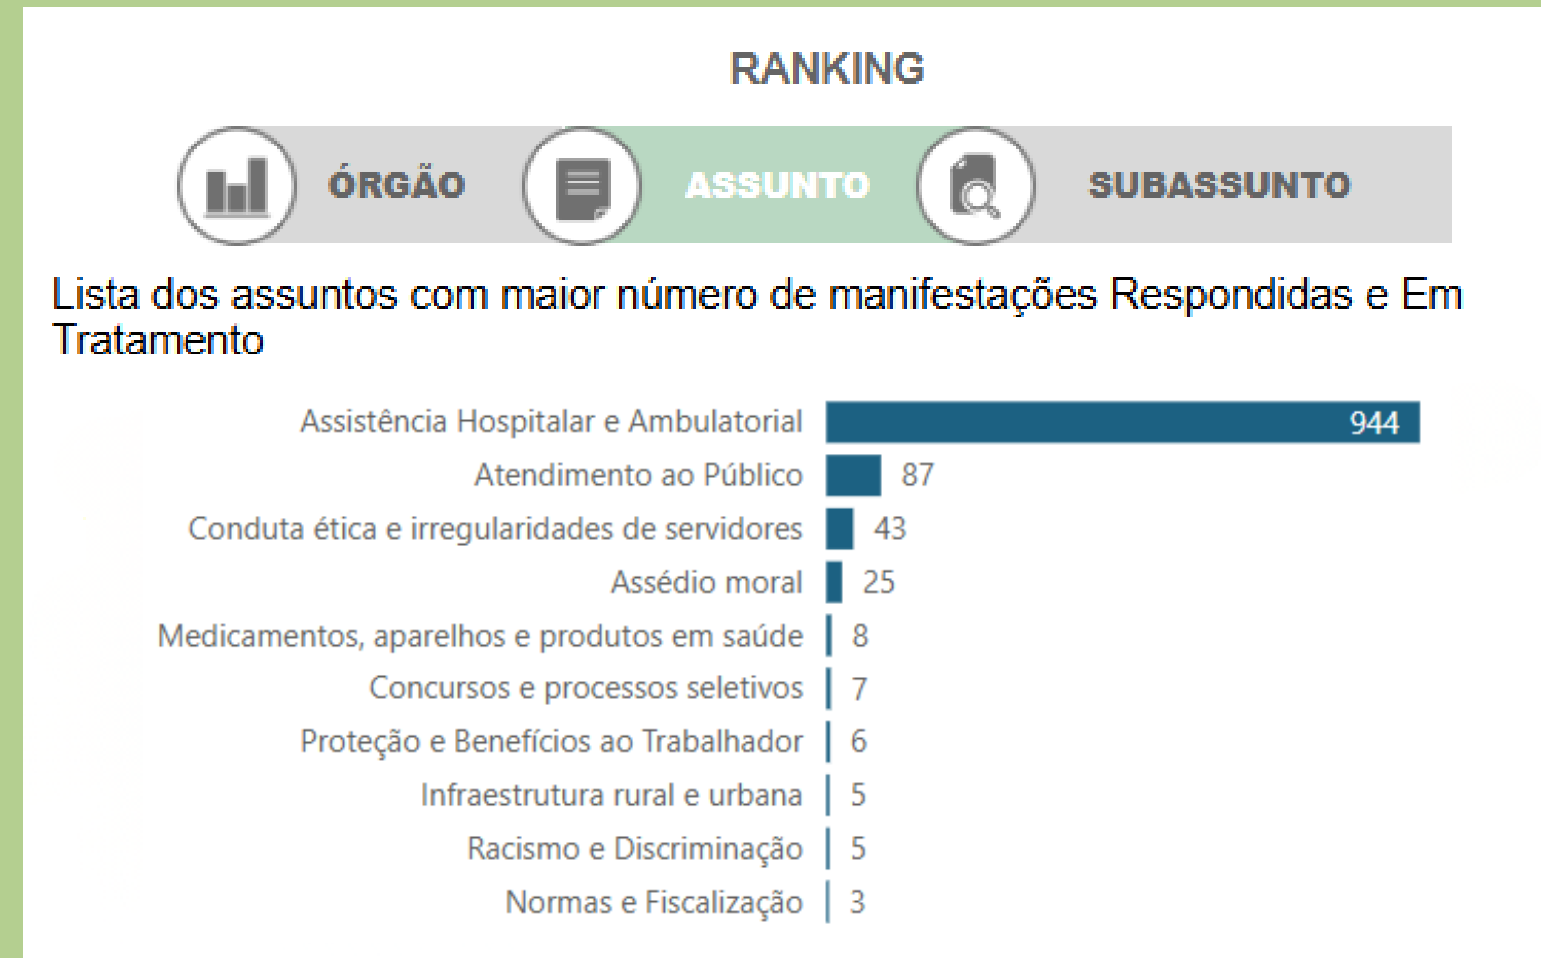 RANKING
ÓRGÃO
ASSUNTO
SUBASSUNTO
Lista dos assuntos com maior número de manifestações Respondidas e Em
Tratamento
Assistência Hospitalar e Ambulatorial 944
Atendimento ao Público 87
Conduta ética e irregularidades de servidores 43
Assédio moral 25
Medicamentos, aparelhos e produtos em saúde 8
Concursos e processos seletivos 7
Proteção e Benefícios ao Trabalhador 6
Infraestrutura rural e urbana 5
Racismo e Discriminação 5
Normas e Fiscalização 3